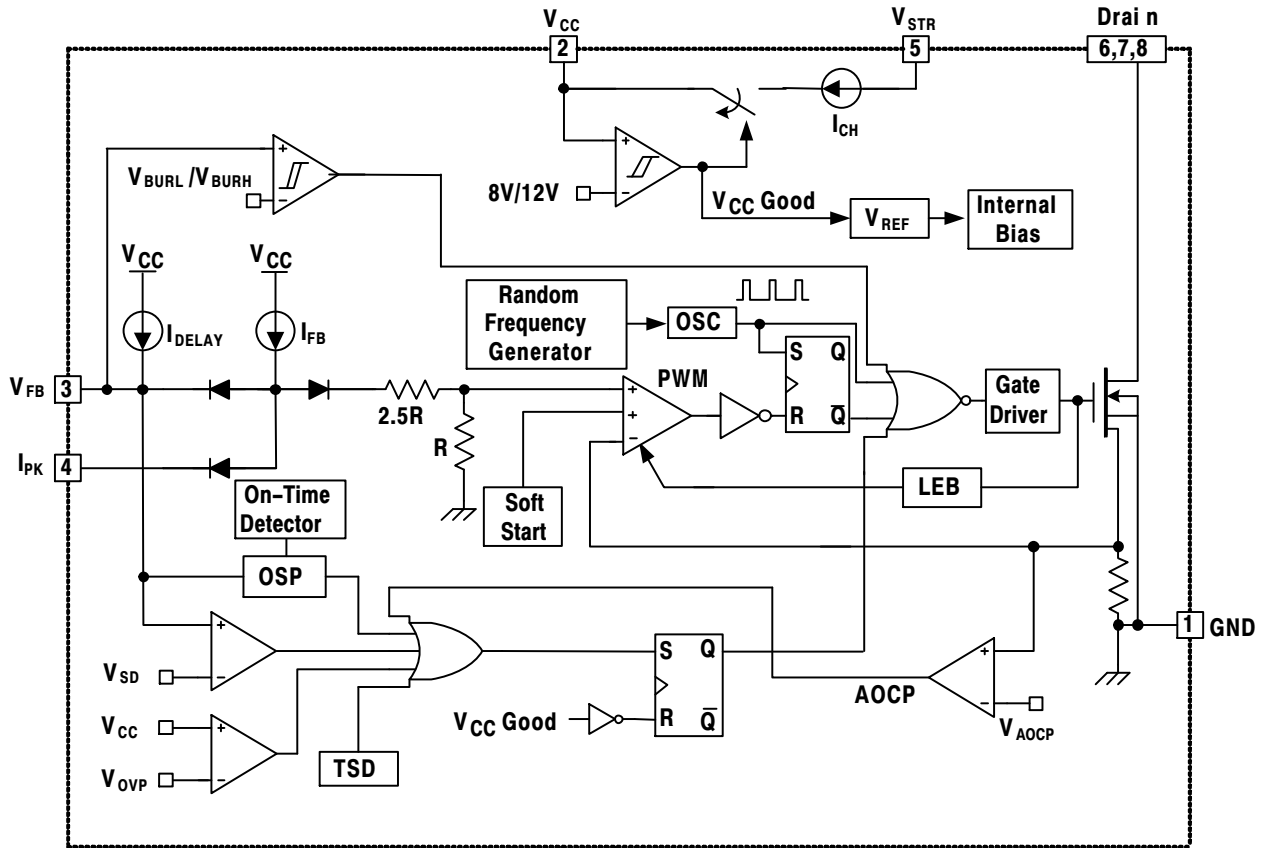 VCC
VSTR
Drai n
2
5
6,7,8
ICH
+
VBURL /VBURH
−
+
8V/12V
−
VCC Good
VREF
Internal
Bias
VCC
VCC
IDELAY
IFB
Random
Frequency
Generator
OSC
S Q
R Q̅
VFB 3
2.5R
R
PWM
+
+
−
Gate
Driver
IPK 4
LEB
On−Time
Detector
Soft
Start
OSP
1 GND
+
VSD
−
S Q
R Q̅
VCC Good
AOCP
+
−
VAOCP
VCC
+
VOVP
−
TSD